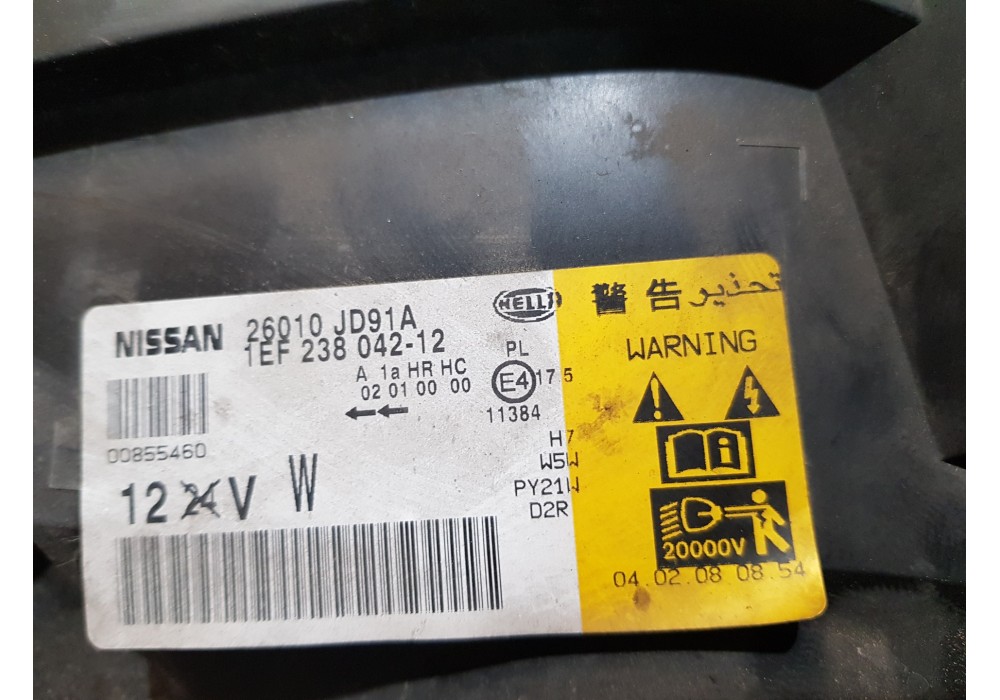 NISSAN 26010 JD91A
1EF 238 042-12
HELLA
警告 تحذير
A 1a HR HC
02 01 00 00
PL
E4 17 5
11384
WARNING
00855460
H7
W5W
PY21W
D2R
12 24 V W
20000V
04.02.08 08.54